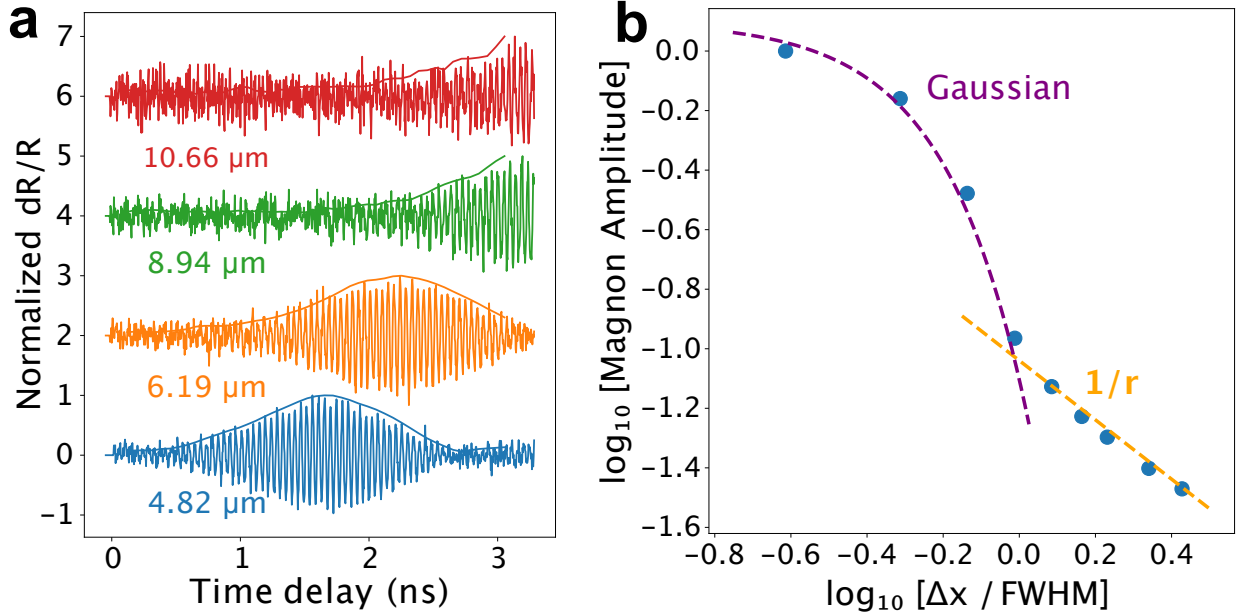 a
Normalized dR/R
7
6
5
4
3
2
1
0
−1
10.66 μm
8.94 μm
6.19 μm
4.82 μm
0
1
2
3
Time delay (ns)
b
log₁₀ [Magnon Amplitude]
0.0
−0.2
−0.4
−0.6
−0.8
−1.0
−1.2
−1.4
−1.6
Gaussian
1/r
−0.8
−0.6
−0.4
−0.2
0.0
0.2
0.4
log₁₀ [Δx / FWHM]